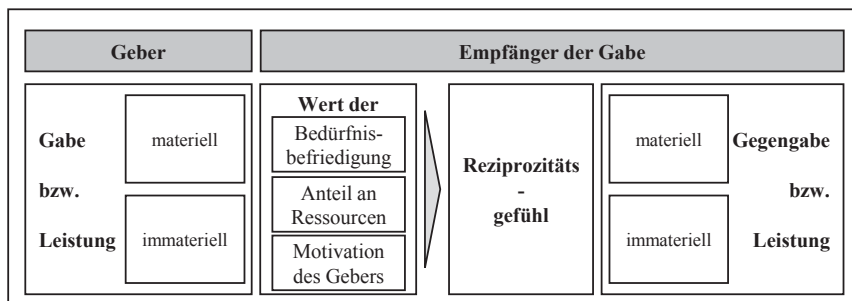 Geber
Empfänger der Gabe
Gabe
bzw.
Leistung
materiell
immateriell
Wert der
Bedürfnis-
befriedigung
Anteil an
Ressourcen
Motivation
des Gebers
Reziprozitäts
-
gefühl
materiell
immateriell
Gegengabe
bzw.
Leistung